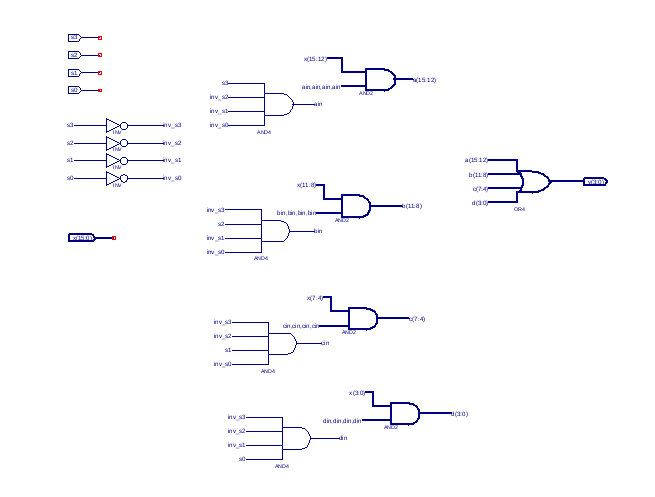 s3
s2
s1
s0
s3 INV inv_s3
s2 INV inv_s2
s1 INV inv_s1
s0 INV inv_s0
x(15:0)
x(15:12)
ain,ain,ain,ain
AND2
a(15:12)
s3
inv_s2
inv_s1
inv_s0
AND4
ain
x(11:8)
bin,bin,bin,bin
AND2
b(11:8)
inv_s3
s2
inv_s1
inv_s0
AND4
bin
x(7:4)
cin,cin,cin,cin
AND2
c(7:4)
inv_s3
inv_s2
s1
inv_s0
AND4
cin
x(3:0)
din,din,din,din
AND2
d(3:0)
inv_s3
inv_s2
inv_s1
s0
AND4
din
a(15:12)
b(11:8)
c(7:4)
d(3:0)
OR4
y(3:0)